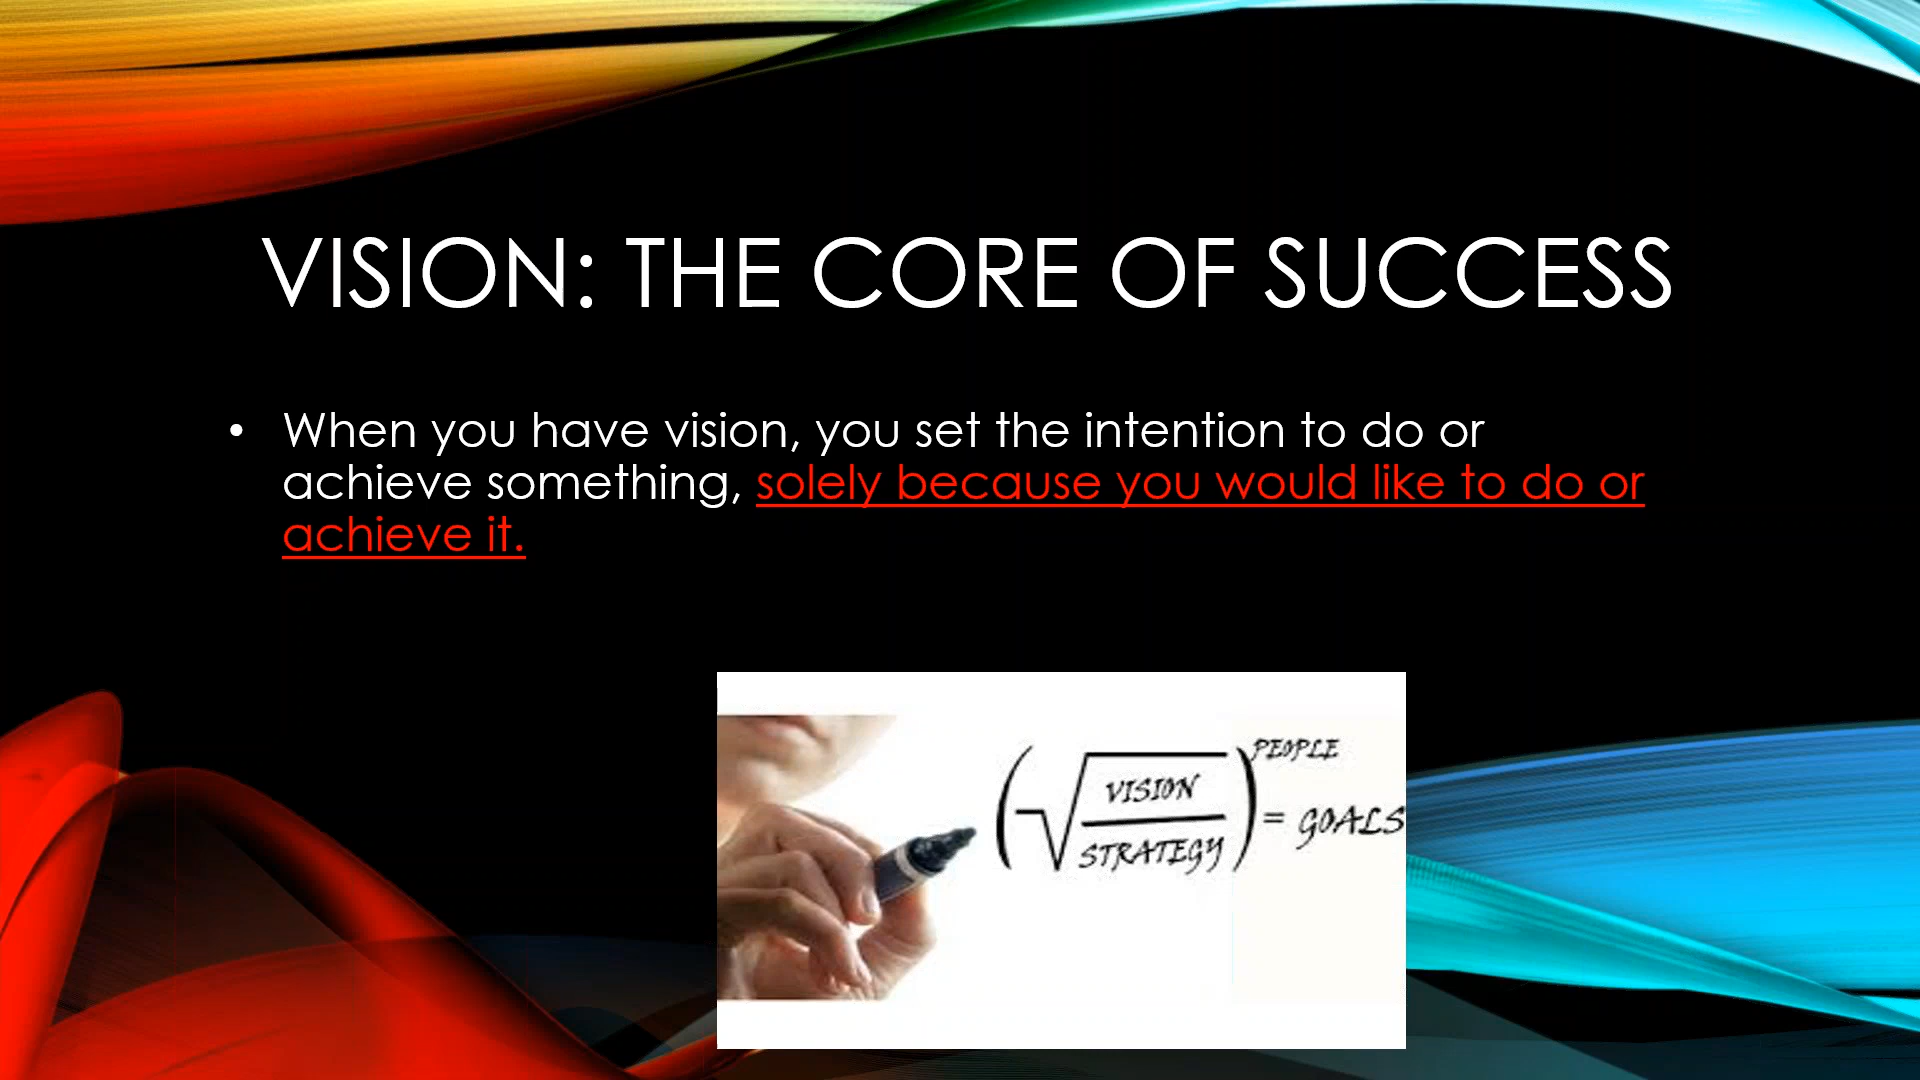 VISION: THE CORE OF SUCCESS
• When you have vision, you set the intention to do or
achieve something, solely because you would like to do or
achieve it.
PEOPLE
VISION
= GOALS
STRATEGY